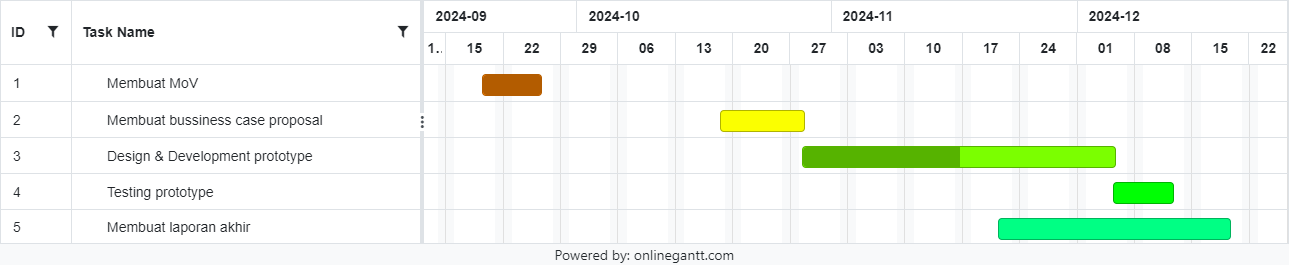 ID Task Name 2024-09 2024-10 2024-11 2024-12
1.. 15 22 29 06 13 20 27 03 10 17 24 01 08 15 22
1 Membuat MoV
2 Membuat bussiness case proposal
3 Design & Development prototype
4 Testing prototype
5 Membuat laporan akhir
Powered by: onlinegantt.com